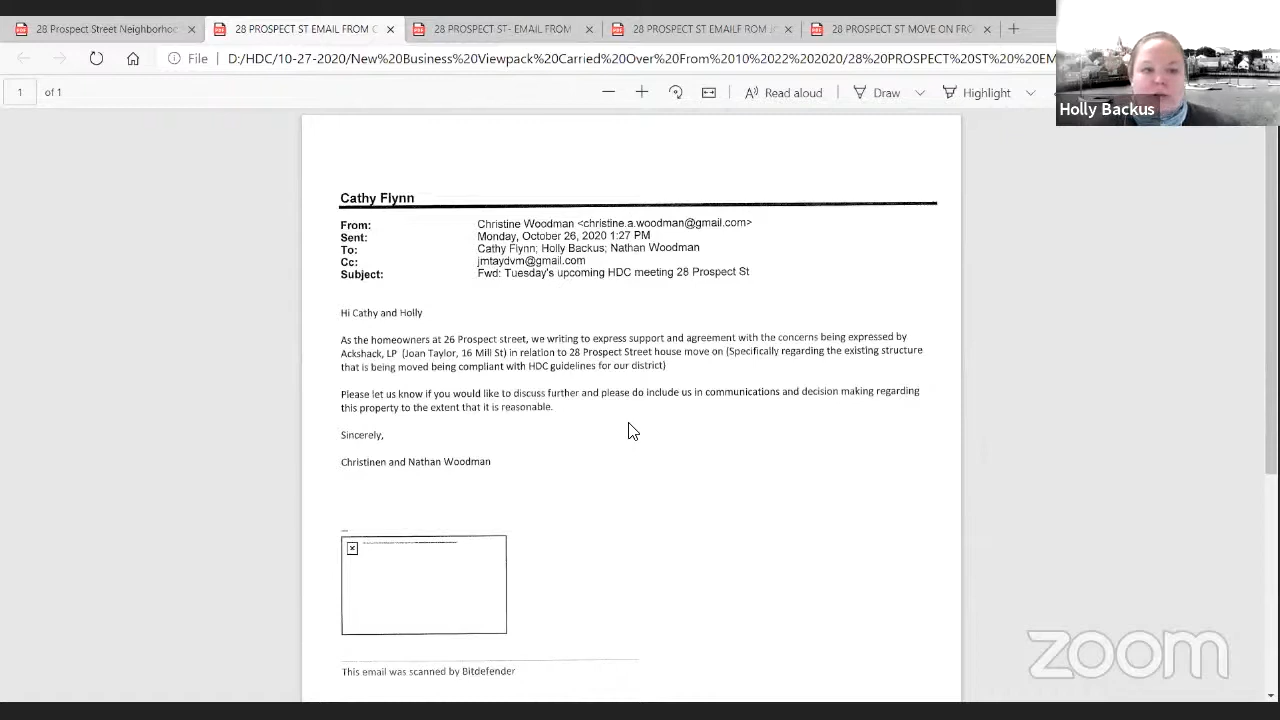 28 Prospect Street Neighborhoo
28 PROSPECT ST EMAIL FROM C
28 PROSPECT ST- EMAIL FROM
28 PROSPECT ST EMAILF FROM Je
28 PROSPECT ST MOVE ON FRO
File
D:/HDC/10-27-2020/New%20Business%20Viewpacs%20Carried%20Over%20From%2010%2022%202020/28%20PROSPECT%20ST%20%20EM
1 of 1
Read aloud
Draw
Highlight
Holly Backus
Cathy Flynn
From: Christine Woodman <christine.a.woodman@gmail.com>
Sent: Monday, October 26, 2020 1:27 PM
To: Cathy Flynn; Holly Backus; Nathan Woodman
Cc: jmtaydvm@gmail.com
Subject: Fwd: Tuesday's upcoming HDC meeting 28 Prospect St
Hi Cathy and Holly
As the homeowners at 26 Prospect street, we writing to express support and agreement with the concerns being expressed by
Ackshack, LP (Joan Taylor, 16 Mill St) in relation to 28 Prospect Street house move on (Specifically regarding the existing structure
that is being moved being compliant with HDC guidelines for our district)
Please let us know if you would like to discuss further and please do include us in communications and decision making regarding
this property to the extent that it is reasonable.
Sincerely,
Christinen and Nathan Woodman
This email was scanned by Bitdefender
zoom